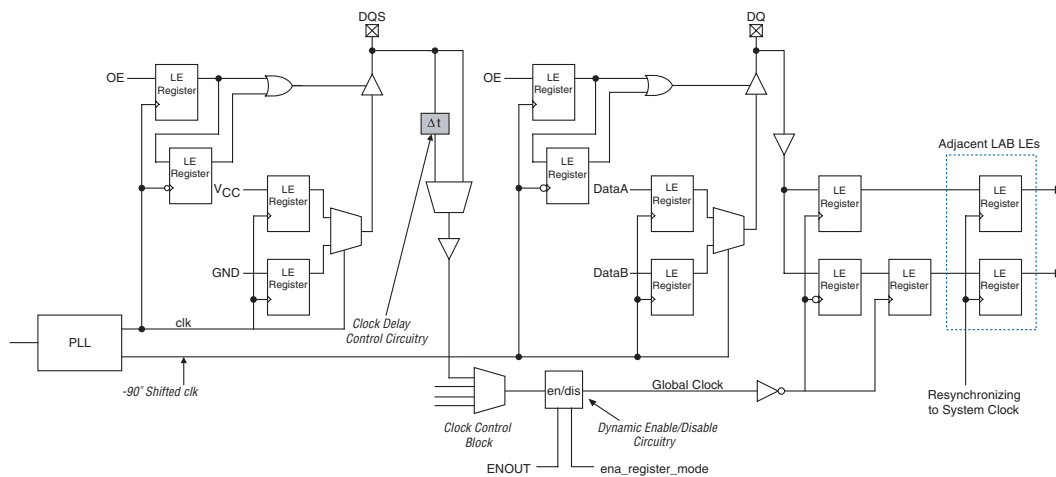 DQS
DQ
OE
LE
Register
OE
LE
Register
Δt
LE
Register
LE
Register
Adjacent LAB LEs
VCC
LE
Register
DataA
LE
Register
LE
Register
LE
Register
GND
LE
Register
DataB
LE
Register
LE
Register
LE
Register
LE
Register
clk
Clock Delay
Control Circuitry
PLL
-90˚ Shifted clk
en/dis
Global Clock
Resynchronizing
to System Clock
Clock Control
Block
Dynamic Enable/Disable
Circuitry
ENOUT
ena_register_mode